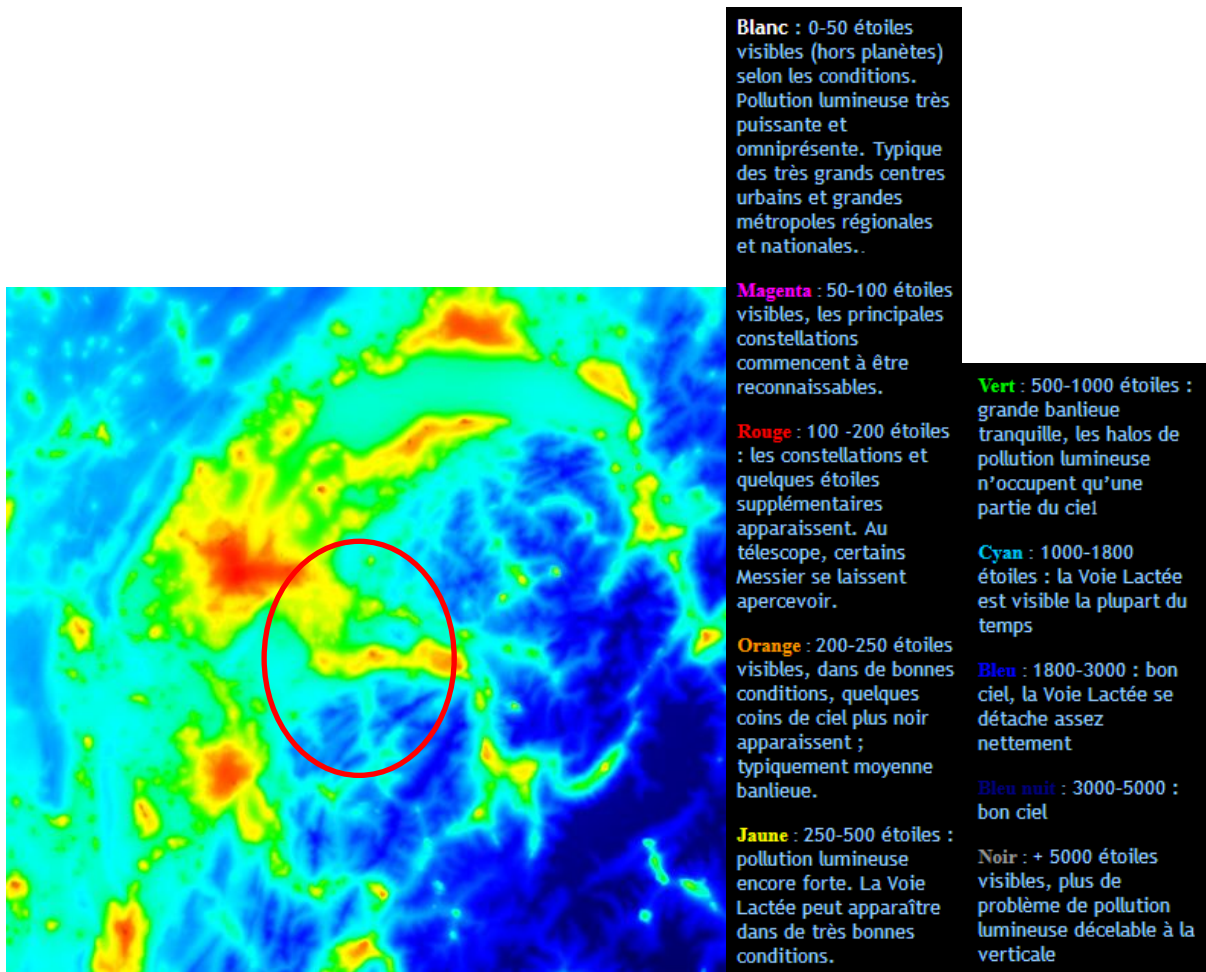 Blanc : 0-50 étoiles
visibles (hors planètes)
selon les conditions.
Pollution lumineuse très
puissante et
omniprésente. Typique
des très grands centres
urbains et grandes
métropoles régionales
et nationales..
Magenta : 50-100 étoiles
visibles, les principales
constellations
commencent à être
reconnaissables.
Rouge : 100 -200 étoiles
: les constellations et
quelques étoiles
supplémentaires
apparaissent. Au
télescope, certains
Messier se laissent
apercevoir.
Orange : 200-250 étoiles
visibles, dans de bonnes
conditions, quelques
coins de ciel plus noir
apparaissent ;
typiquement moyenne
banlieue.
Jaune : 250-500 étoiles :
pollution lumineuse
encore forte. La Voie
Lactée peut apparaître
dans de très bonnes
conditions.
Vert : 500-1000 étoiles :
grande banlieue
tranquille, les halos de
pollution lumineuse
n’occupent qu’une
partie du ciel
Cyan : 1000-1800
étoiles : la Voie Lactée
est visible la plupart du
temps
Bleu : 1800-3000 : bon
ciel, la Voie Lactée se
détache assez
nettement
Bleu nuit : 3000-5000 :
bon ciel
Noir : + 5000 étoiles
visibles, plus de
problème de pollution
lumineuse décelable à la
verticale